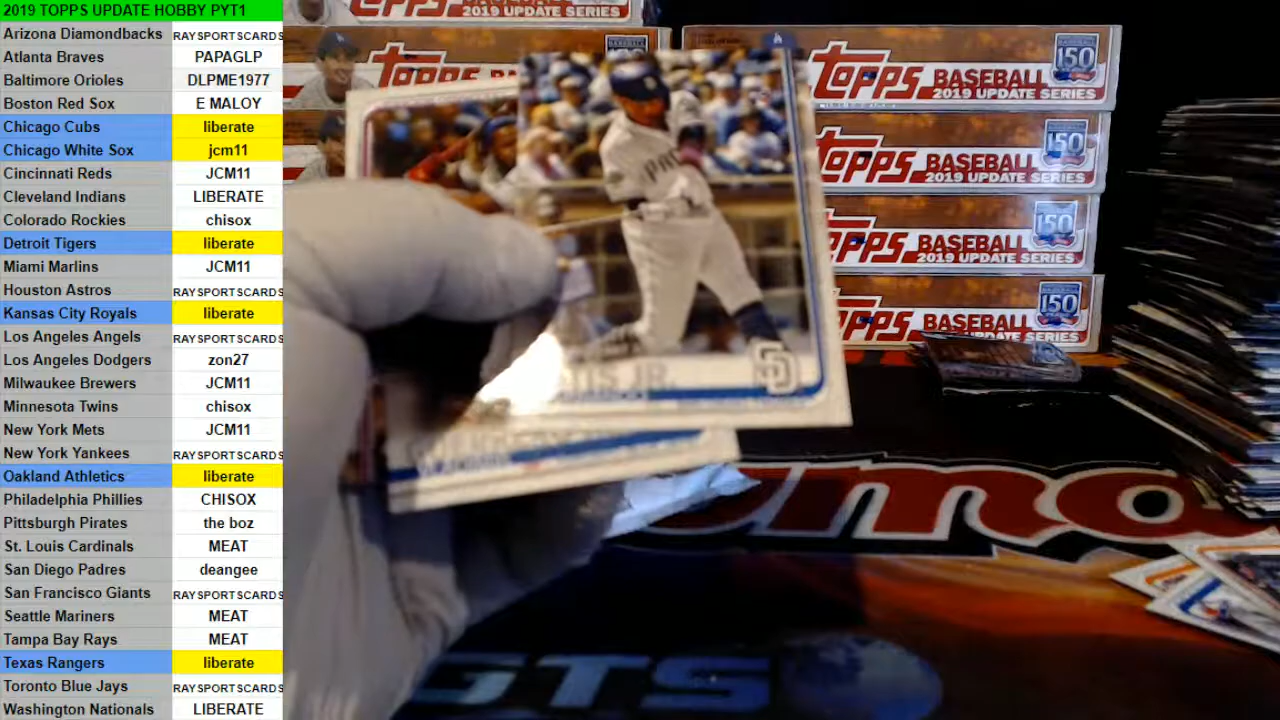 2019 TOPPS UPDATE HOBBY PYT1
Arizona Diamondbacks RAYSPORTSCARDS
Atlanta Braves PAPAGLP
Baltimore Orioles DLPME1977
Boston Red Sox E MALOY
Chicago Cubs liberate
Chicago White Sox jcm11
Cincinnati Reds JCM11
Cleveland Indians LIBERATE
Colorado Rockies chisox
Detroit Tigers liberate
Miami Marlins JCM11
Houston Astros RAYSPORTSCARDS
Kansas City Royals liberate
Los Angeles Angels RAYSPORTSCARDS
Los Angeles Dodgers zon27
Milwaukee Brewers JCM11
Minnesota Twins chisox
New York Mets JCM11
New York Yankees RAYSPORTSCARDS
Oakland Athletics liberate
Philadelphia Phillies CHISOX
Pittsburgh Pirates the boz
St. Louis Cardinals MEAT
San Diego Padres deangee
San Francisco Giants RAYSPORTSCARDS
Seattle Mariners MEAT
Tampa Bay Rays MEAT
Texas Rangers liberate
Toronto Blue Jays RAYSPORTSCARDS
Washington Nationals LIBERATE
Topps BASEBALL 150
2019 UPDATE SERIES
Topps BASEBALL 150
2019 UPDATE SERIES
Topps BASEBALL 150
2019 UPDATE SERIES
Topps BASEBALL 150
2019 UPDATE SERIES
JR.
SD
GTS